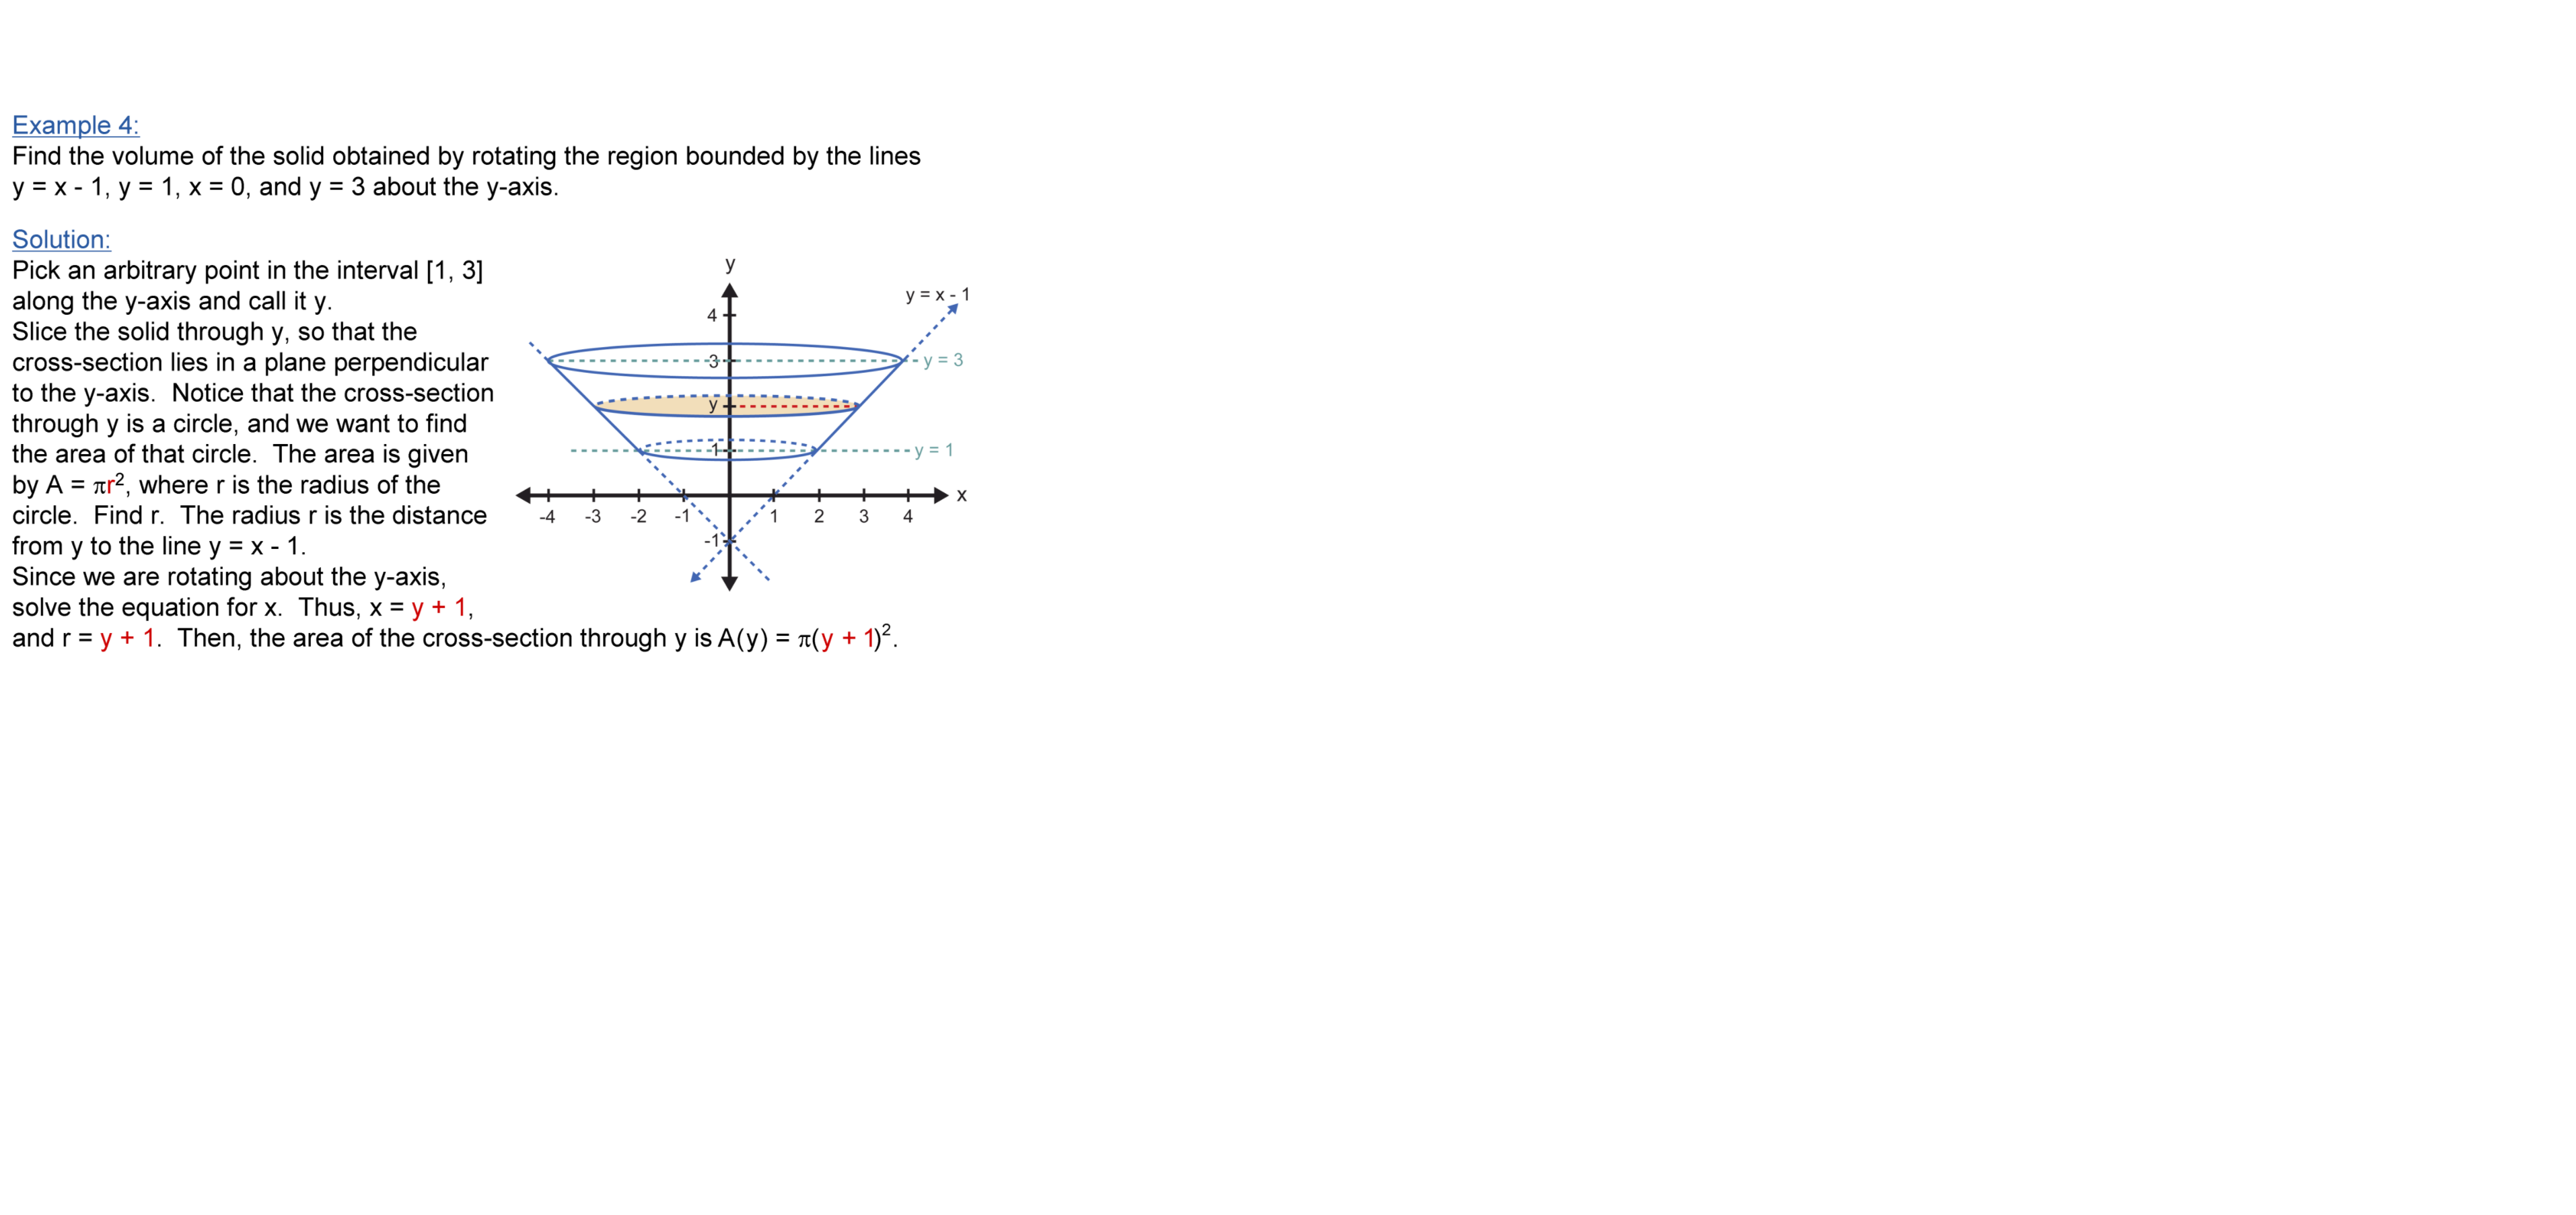 Example 4:
Find the volume of the solid obtained by rotating the region bounded by the lines
y = x - 1, y = 1, x = 0, and y = 3 about the y-axis.
Solution:
Pick an arbitrary point in the interval [1, 3]
along the y-axis and call it y.
Slice the solid through y, so that the
cross-section lies in a plane perpendicular
to the y-axis.  Notice that the cross-section
through y is a circle, and we want to find
the area of that circle.  The area is given
by A = πr², where r is the radius of the
circle.  Find r.  The radius r is the distance
from y to the line y = x - 1.
Since we are rotating about the y-axis,
solve the equation for x.  Thus, x = y + 1,
and r = y + 1.  Then, the area of the cross-section through y is A(y) = π(y + 1)².
y
y = x - 1
4
3
y = 3
y
1
y = 1
x
-4 -3 -2 -1 1 2 3 4
-1